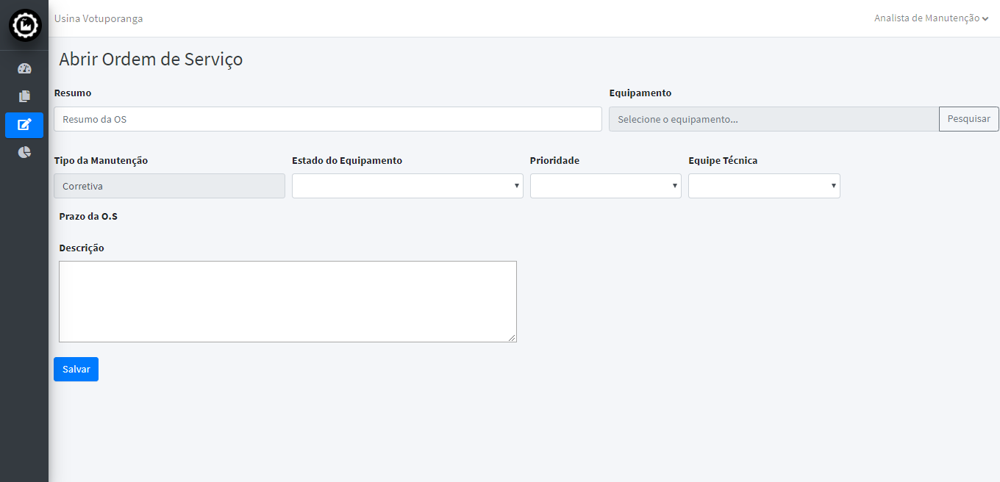 Usina Votuporanga
Analista de Manutenção
Abrir Ordem de Serviço
Resumo
Equipamento
Resumo da OS
Selecione o equipamento...
Pesquisar
Tipo da Manutenção
Estado do Equipamento
Prioridade
Equipe Técnica
Corretiva
Prazo da O.S
Descrição
Salvar